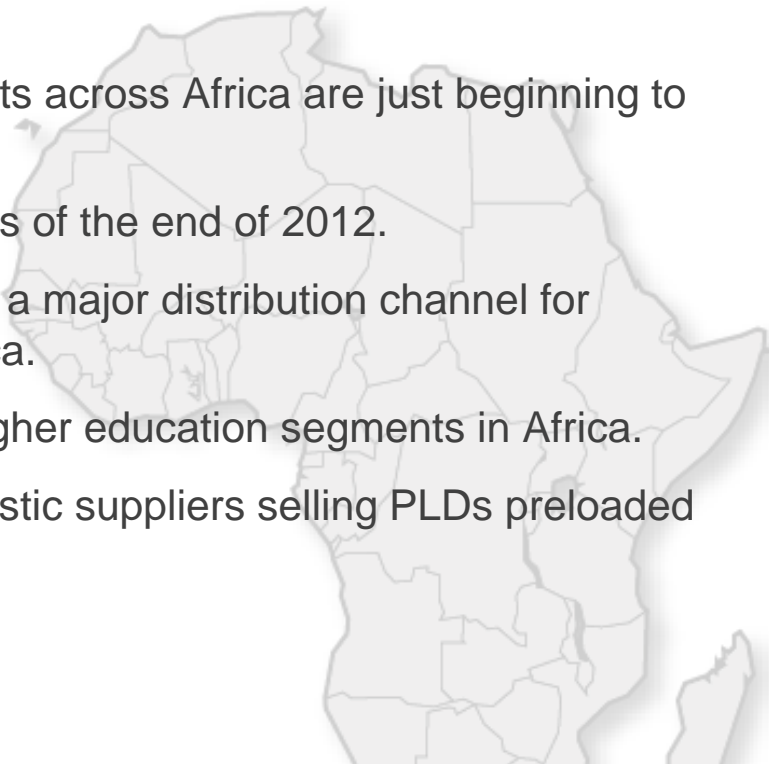 ts across Africa are just beginning to
s of the end of 2012.
a major distribution channel for
a.
gher education segments in Africa.
stic suppliers selling PLDs preloaded